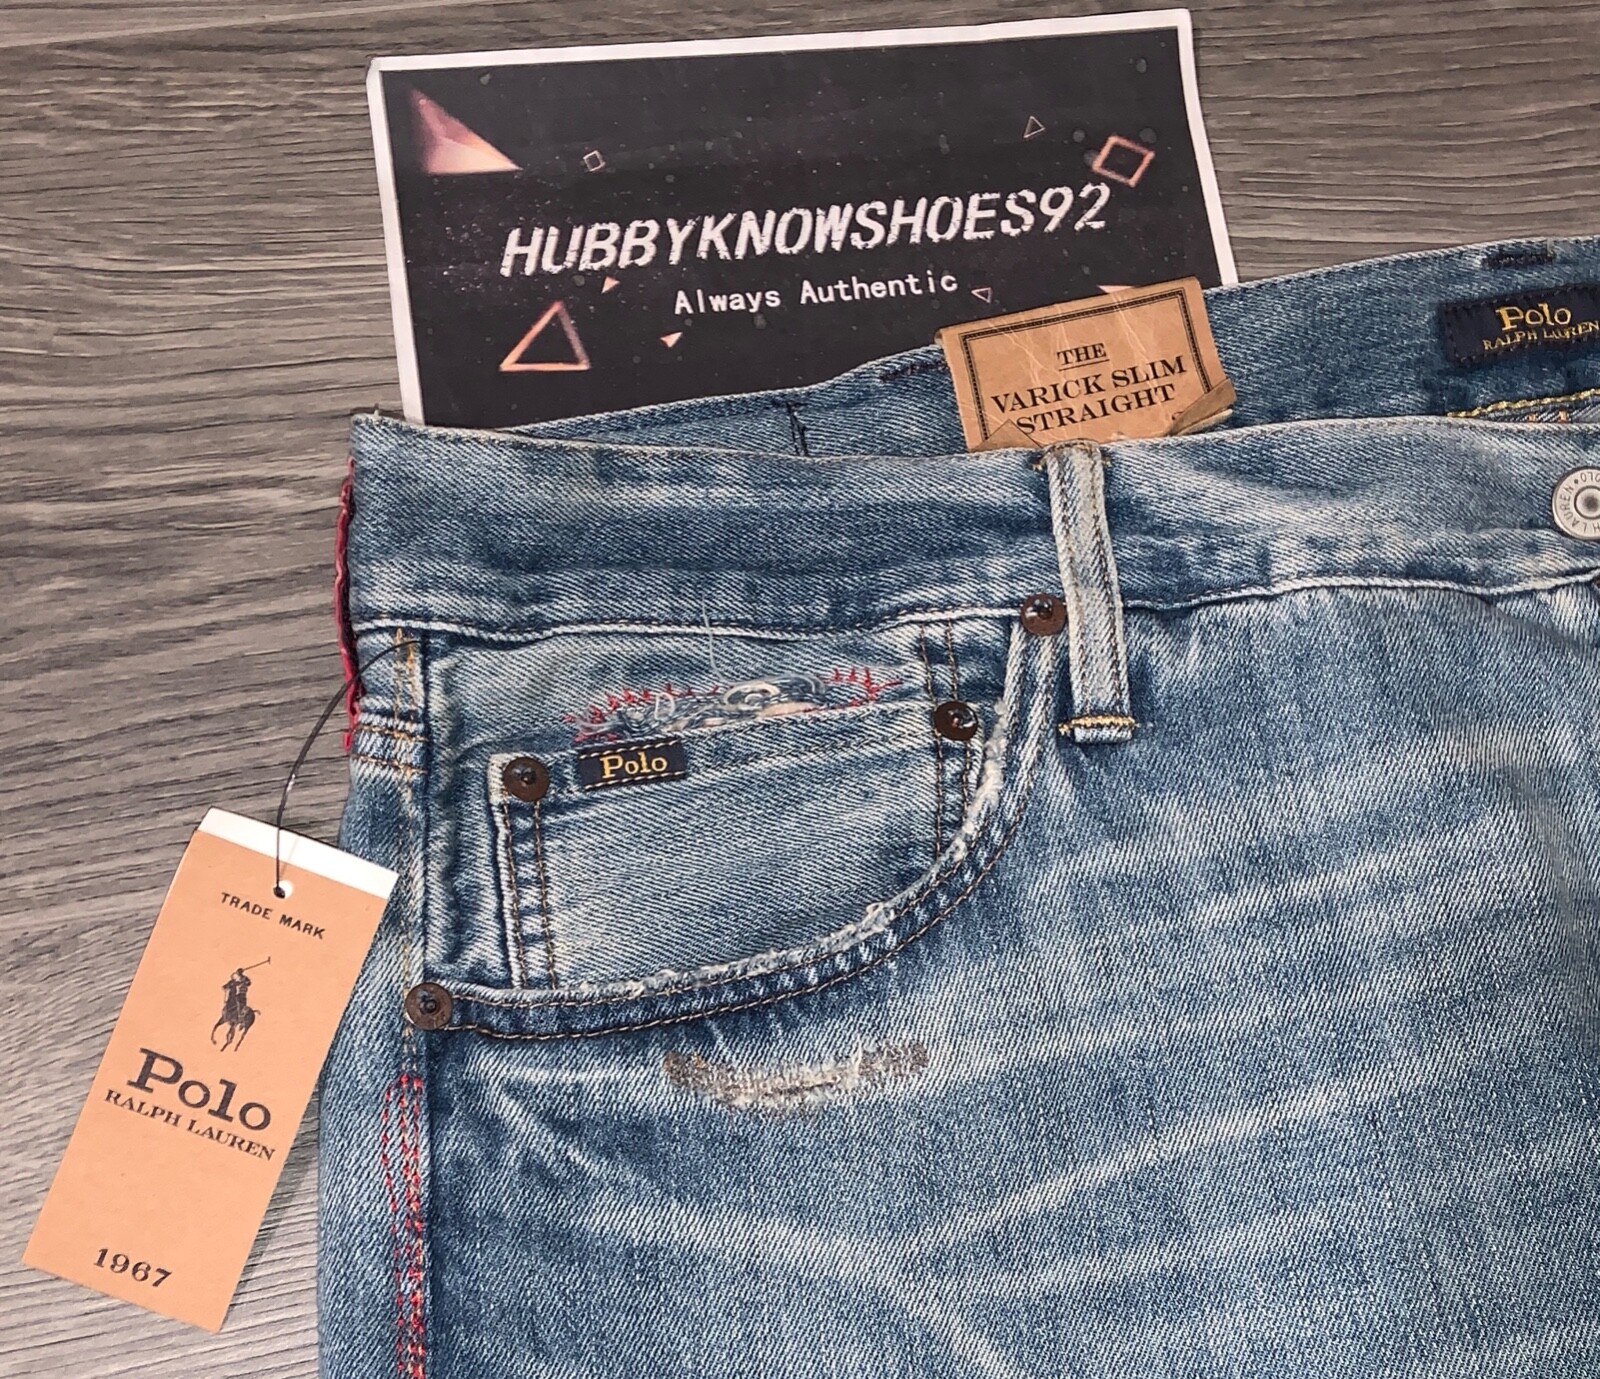 HUBBYKNOWSHOES92
Always Authentic
THE
VARICK SLIM
STRAIGHT
Polo
RALPH LAUREN
Polo
TRADE MARK
Polo
RALPH LAUREN
1967